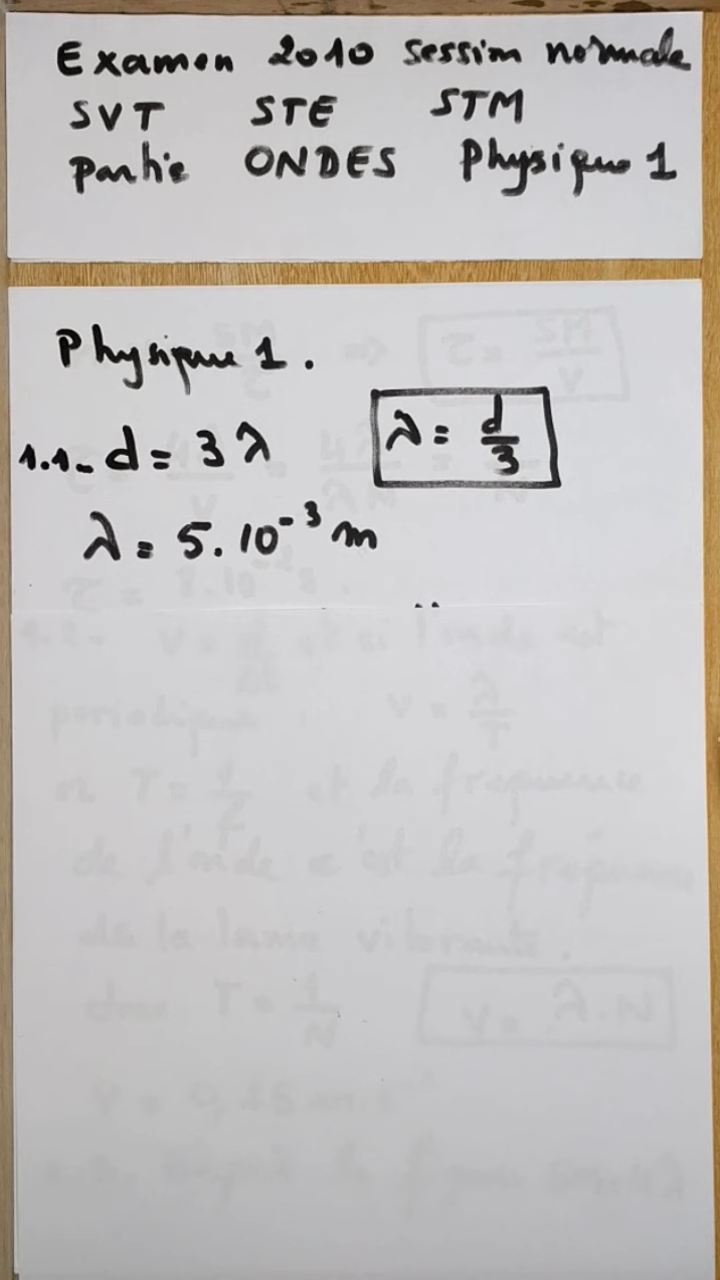 Examen 2010 session normale
SVT STE STM
Partie ONDES Physique 1
Physique 1.
1.1- d = 3λ λ = d/3
λ = 5.10⁻³ m